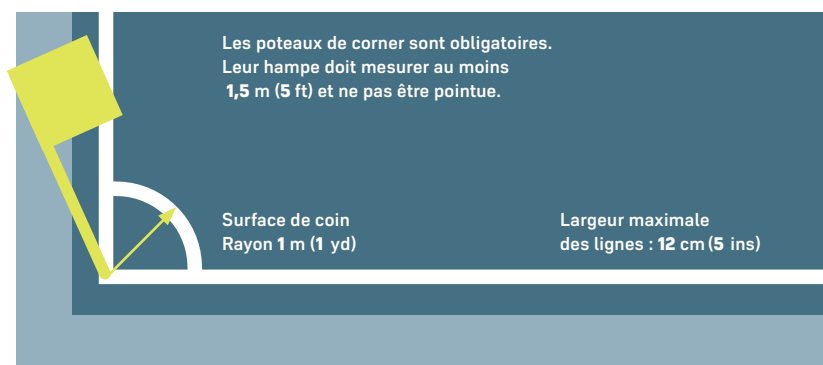 Les poteaux de corner sont obligatoires.
Leur hampe doit mesurer au moins
1,5 m (5 ft) et ne pas être pointue.
Surface de coin
Rayon 1 m (1 yd)
Largeur maximale
des lignes : 12 cm (5 ins)